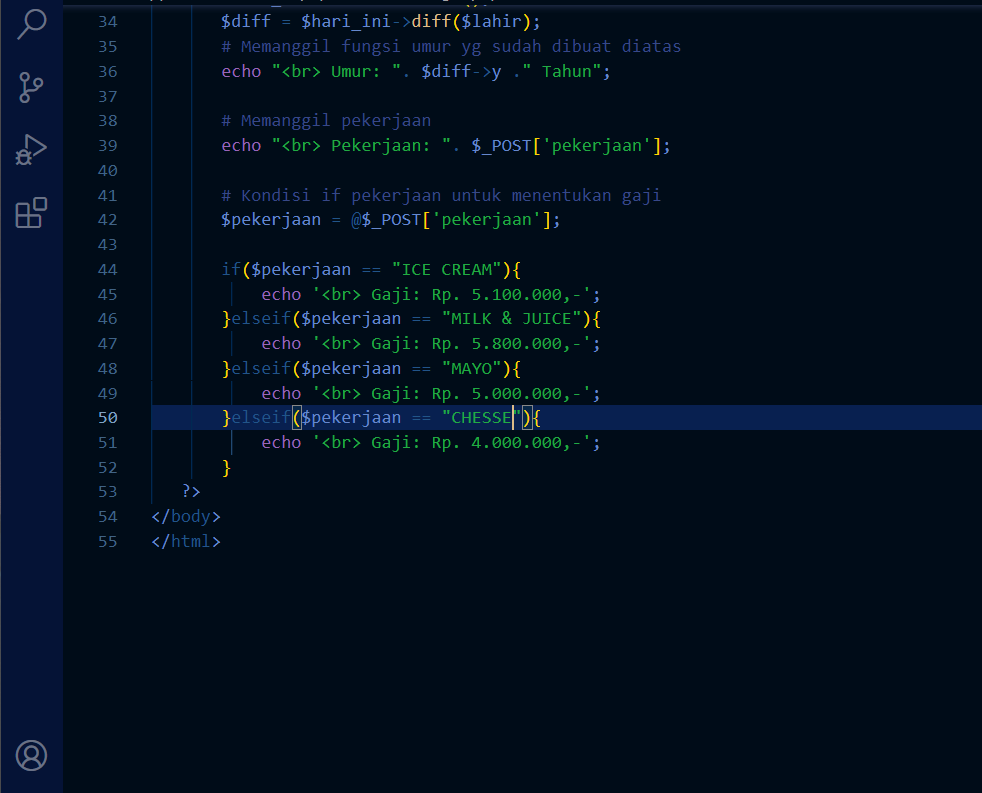 34 $diff = $hari_ini->diff($lahir);
35 # Memanggil fungsi umur yg sudah dibuat diatas
36 echo "<br> Umur: ". $diff->y ." Tahun";
37
38 # Memanggil pekerjaan
39 echo "<br> Pekerjaan: ". $_POST['pekerjaan'];
40
41 # Kondisi if pekerjaan untuk menentukan gaji
42 $pekerjaan = @$_POST['pekerjaan'];
43
44 if($pekerjaan == "ICE CREAM"){
45 echo '<br> Gaji: Rp. 5.100.000,-';
46 }elseif($pekerjaan == "MILK & JUICE"){
47 echo '<br> Gaji: Rp. 5.800.000,-';
48 }elseif($pekerjaan == "MAYO"){
49 echo '<br> Gaji: Rp. 5.000.000,-';
50 }elseif($pekerjaan == "CHESSE"){
51 echo '<br> Gaji: Rp. 4.000.000,-';
52 }
53 ?>
54 </body>
55 </html>